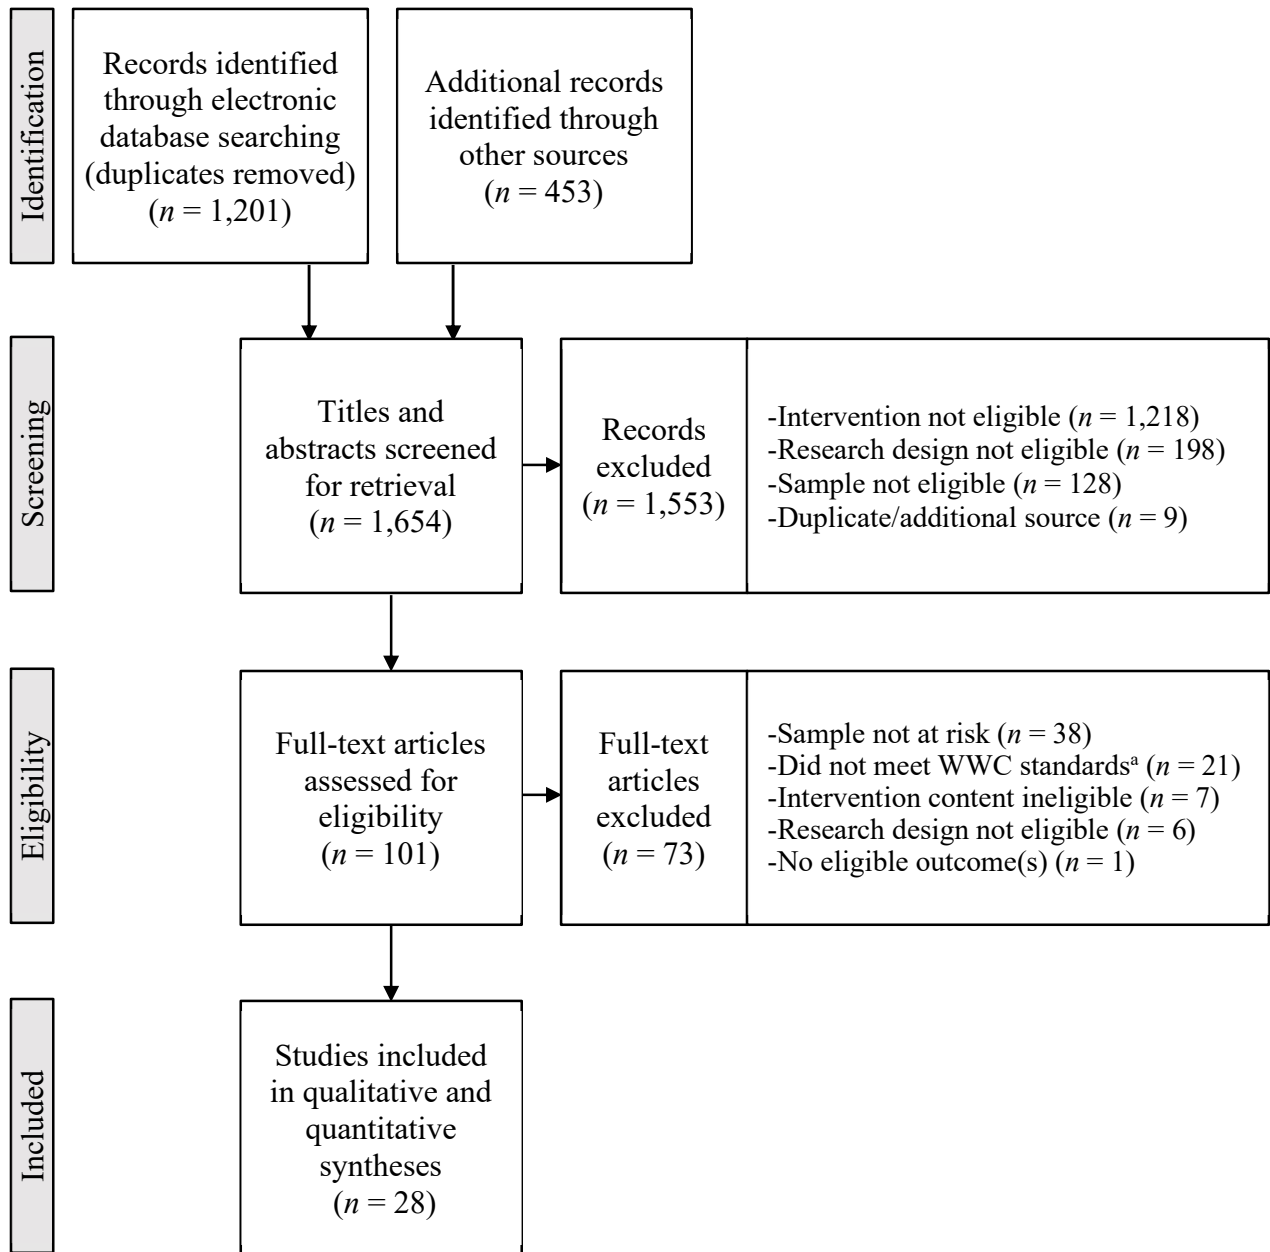 Identification
Records identified
through electronic
database searching
(duplicates removed)
(n = 1,201)
Additional records
identified through
other sources
(n = 453)
Screening
Titles and
abstracts screened
for retrieval
(n = 1,654)
Records
excluded
(n = 1,553)
-Intervention not eligible (n = 1,218)
-Research design not eligible (n = 198)
-Sample not eligible (n = 128)
-Duplicate/additional source (n = 9)
Eligibility
Full-text articles
assessed for
eligibility
(n = 101)
Full-text
articles
excluded
(n = 73)
-Sample not at risk (n = 38)
-Did not meet WWC standardsᵃ (n = 21)
-Intervention content ineligible (n = 7)
-Research design not eligible (n = 6)
-No eligible outcome(s) (n = 1)
Included
Studies included
in qualitative and
quantitative
syntheses
(n = 28)